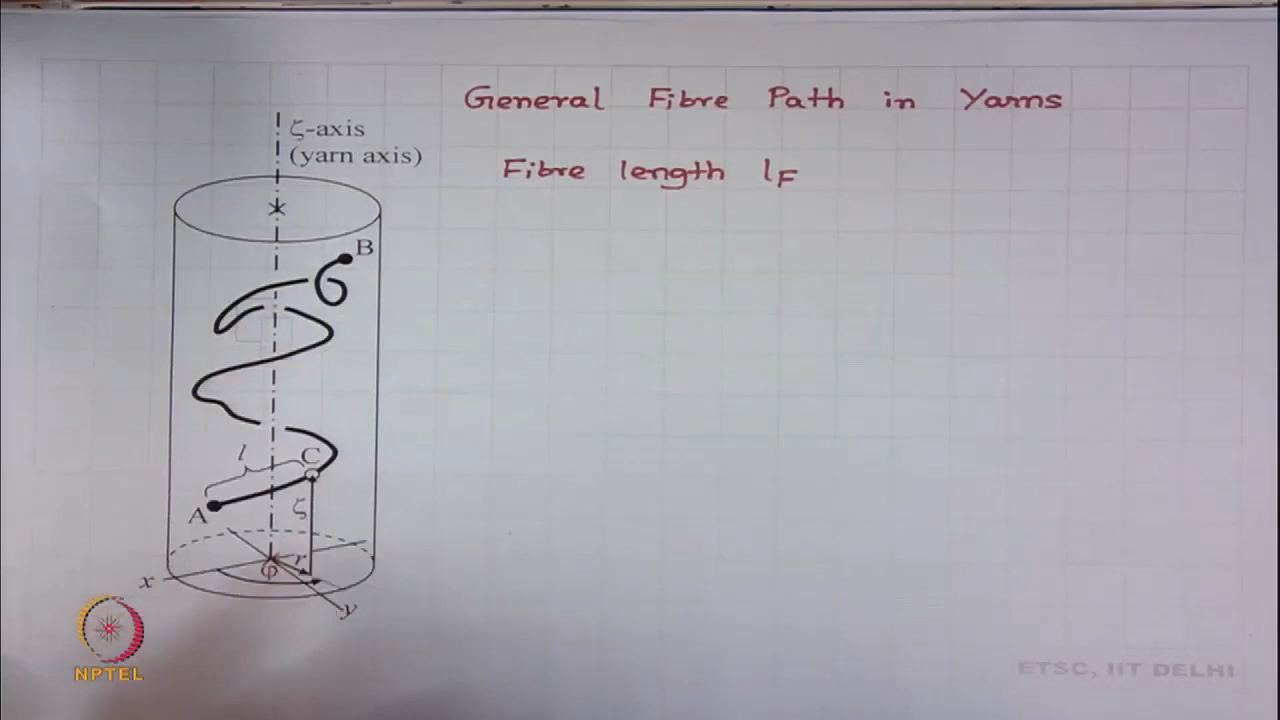 General Fibre Path in Yarns
Fibre length lF
ζ-axis
(yarn axis)
B
l
C
A
ζ
r
φ
x
y
NPTEL
ETSC, IIT DELHI